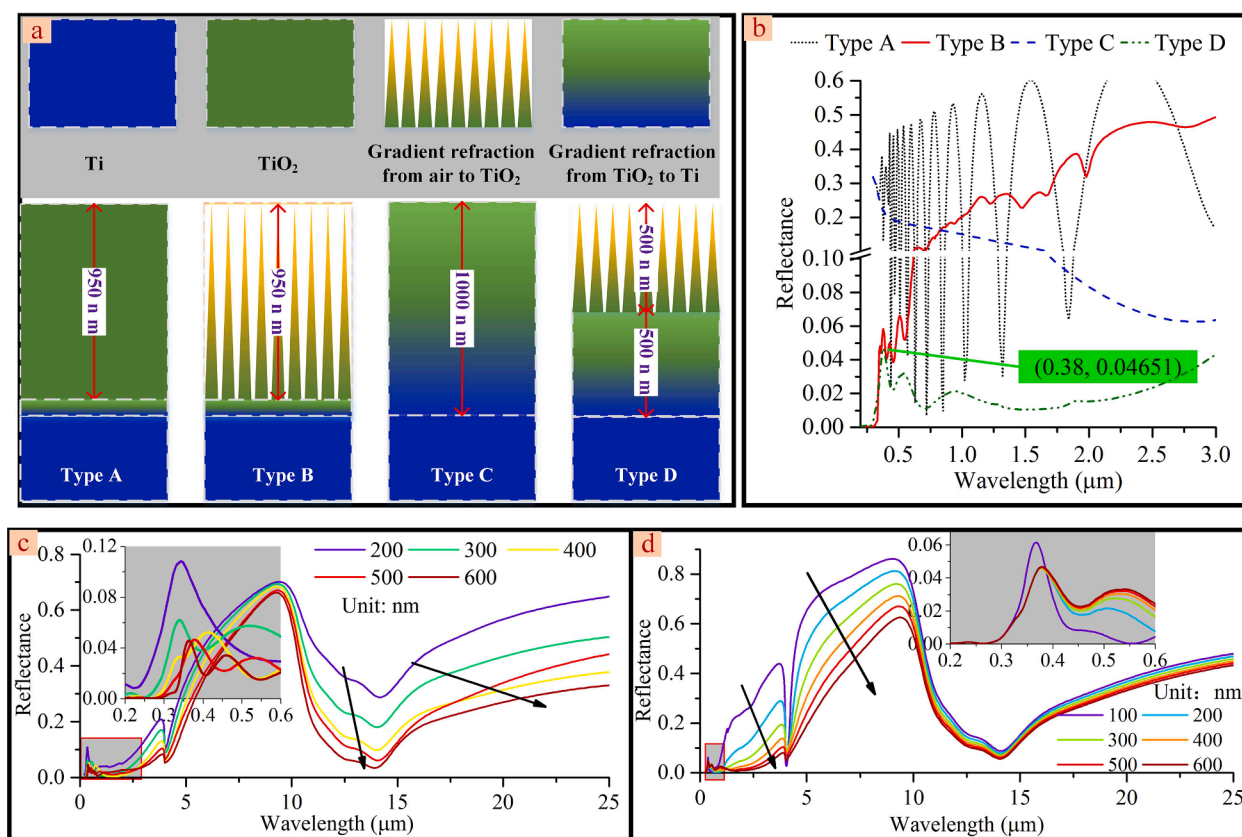 a
Ti
TiO2
Gradient refraction
from air to TiO2
Gradient refraction
from TiO2 to Ti
950 n m
950 n m
1000 n m
500 n m
500 n m
Type A
Type B
Type C
Type D
b
Type A Type B Type C Type D
Reflectance
0.6
0.5
0.4
0.3
0.2
0.10
0.08
0.06
0.04
0.02
0.00
(0.38, 0.04651)
0.5 1.0 1.5 2.0 2.5 3.0
Wavelength (μm)
c
Reflectance
0.8
0.6
0.4
0.2
0.0
0.12
0.09
0.06
0.03
0.00
0.2 0.3 0.4 0.5 0.6
200 300 400
500 600
Unit: nm
0 5 10 15 20 25
Wavelength (μm)
d
Reflectance
1.0
0.8
0.6
0.4
0.2
0.0
0.06
0.04
0.02
0.00
0.2 0.3 0.4 0.5 0.6
Unit: nm
100 200
300 400
500 600
0 5 10 15 20 25
Wavelength (μm)